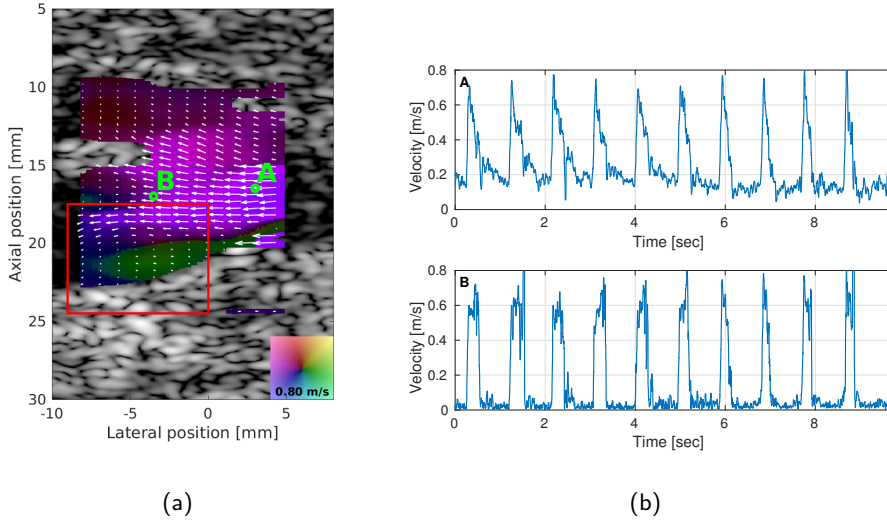 5
10
15
20
25
30
Axial position [mm]
-10
-5
0
5
Lateral position [mm]
A
B
0.80 m/s
(a)
0.8
0.6
0.4
0.2
0
Velocity [m/s]
A
0
2
4
6
8
Time [sec]
0.8
0.6
0.4
0.2
0
Velocity [m/s]
B
0
2
4
6
8
Time [sec]
(b)